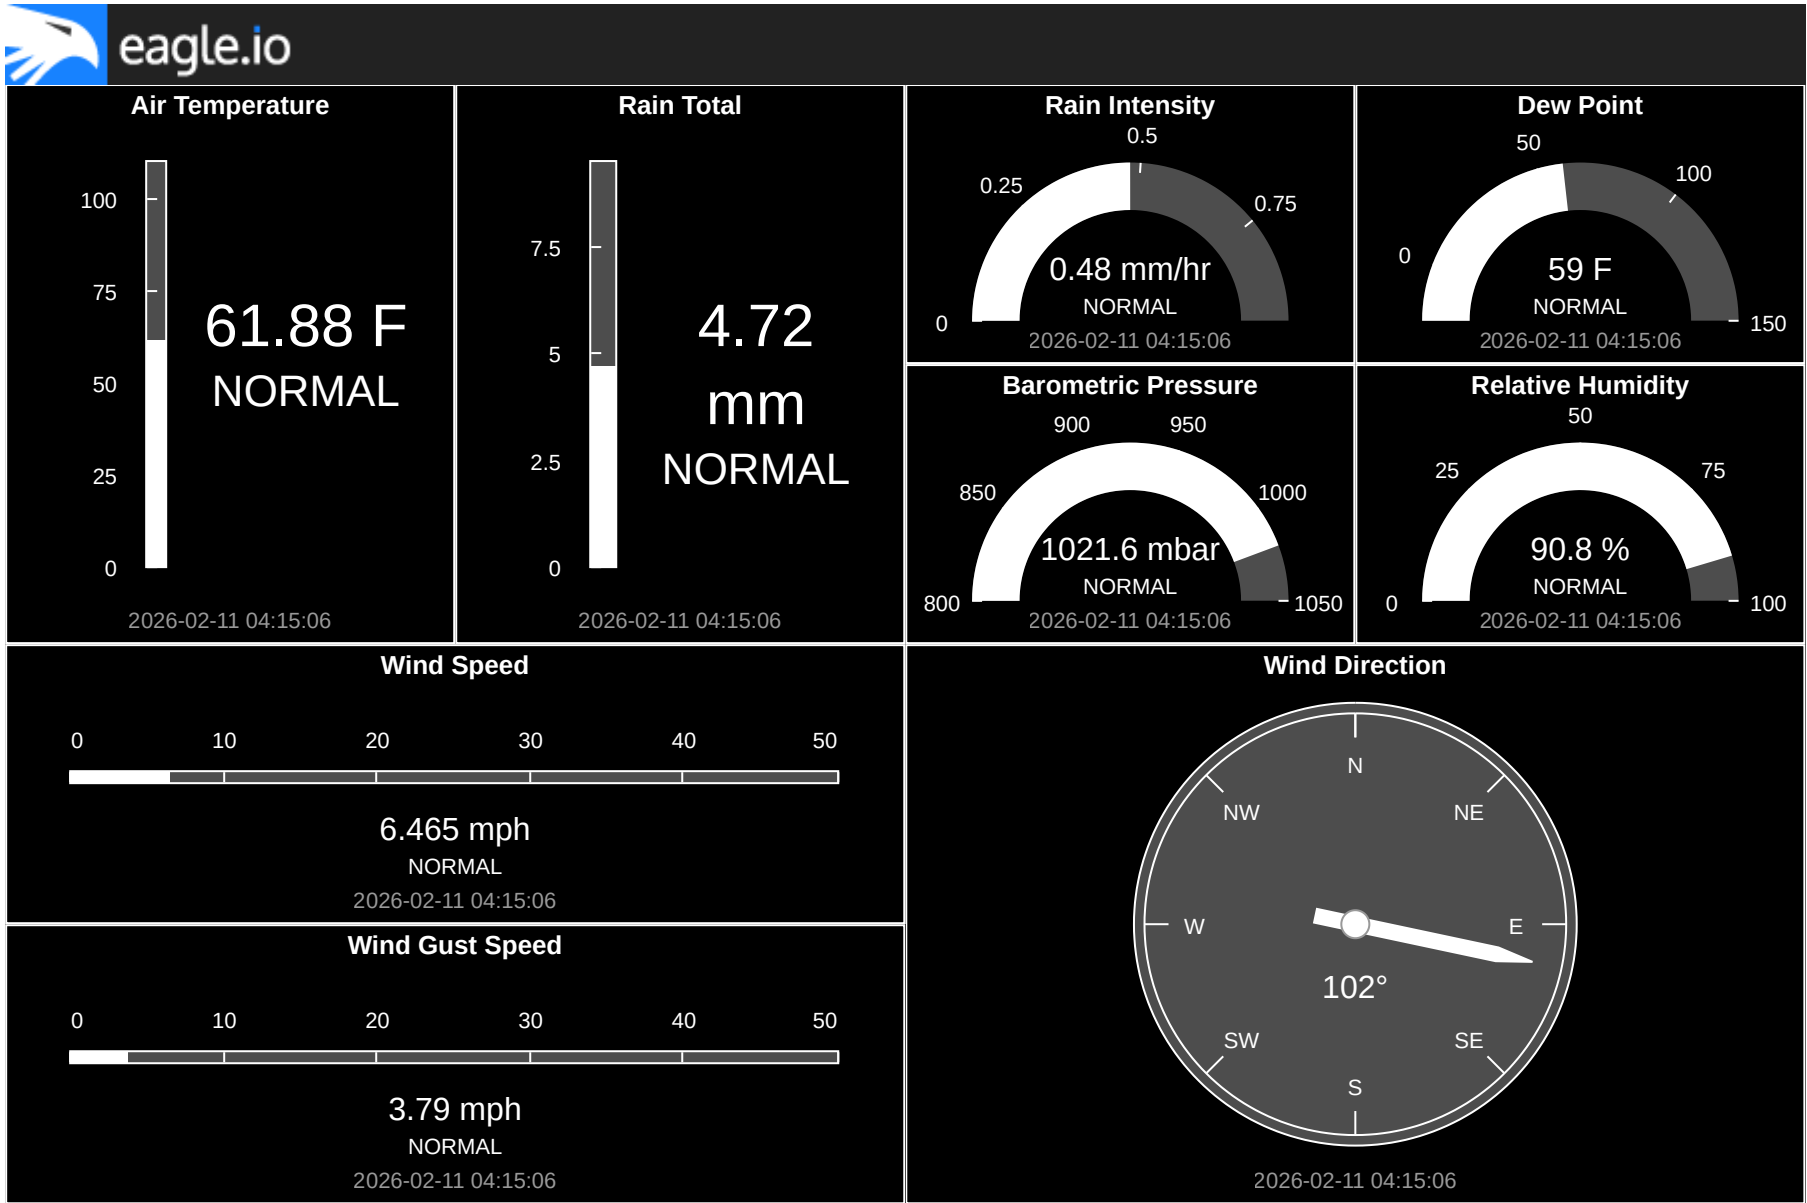 eagle.io
Air Temperature
100
75
50
25
0
61.88 F
NORMAL
2026-02-11 04:15:06
Rain Total
7.5
5
2.5
0
4.72
mm
NORMAL
2026-02-11 04:15:06
Rain Intensity
0
0.25
0.5
0.75
0.48 mm/hr
NORMAL
2026-02-11 04:15:06
Dew Point
0
50
100
150
59 F
NORMAL
2026-02-11 04:15:06
Barometric Pressure
800
850
900
950
1000
1050
1021.6 mbar
NORMAL
2026-02-11 04:15:06
Relative Humidity
0
25
50
75
100
90.8 %
NORMAL
2026-02-11 04:15:06
Wind Speed
0 10 20 30 40 50
6.465 mph
NORMAL
2026-02-11 04:15:06
Wind Gust Speed
0 10 20 30 40 50
3.79 mph
NORMAL
2026-02-11 04:15:06
Wind Direction
N
NW NE
W E
102°
SW SE
S
2026-02-11 04:15:06